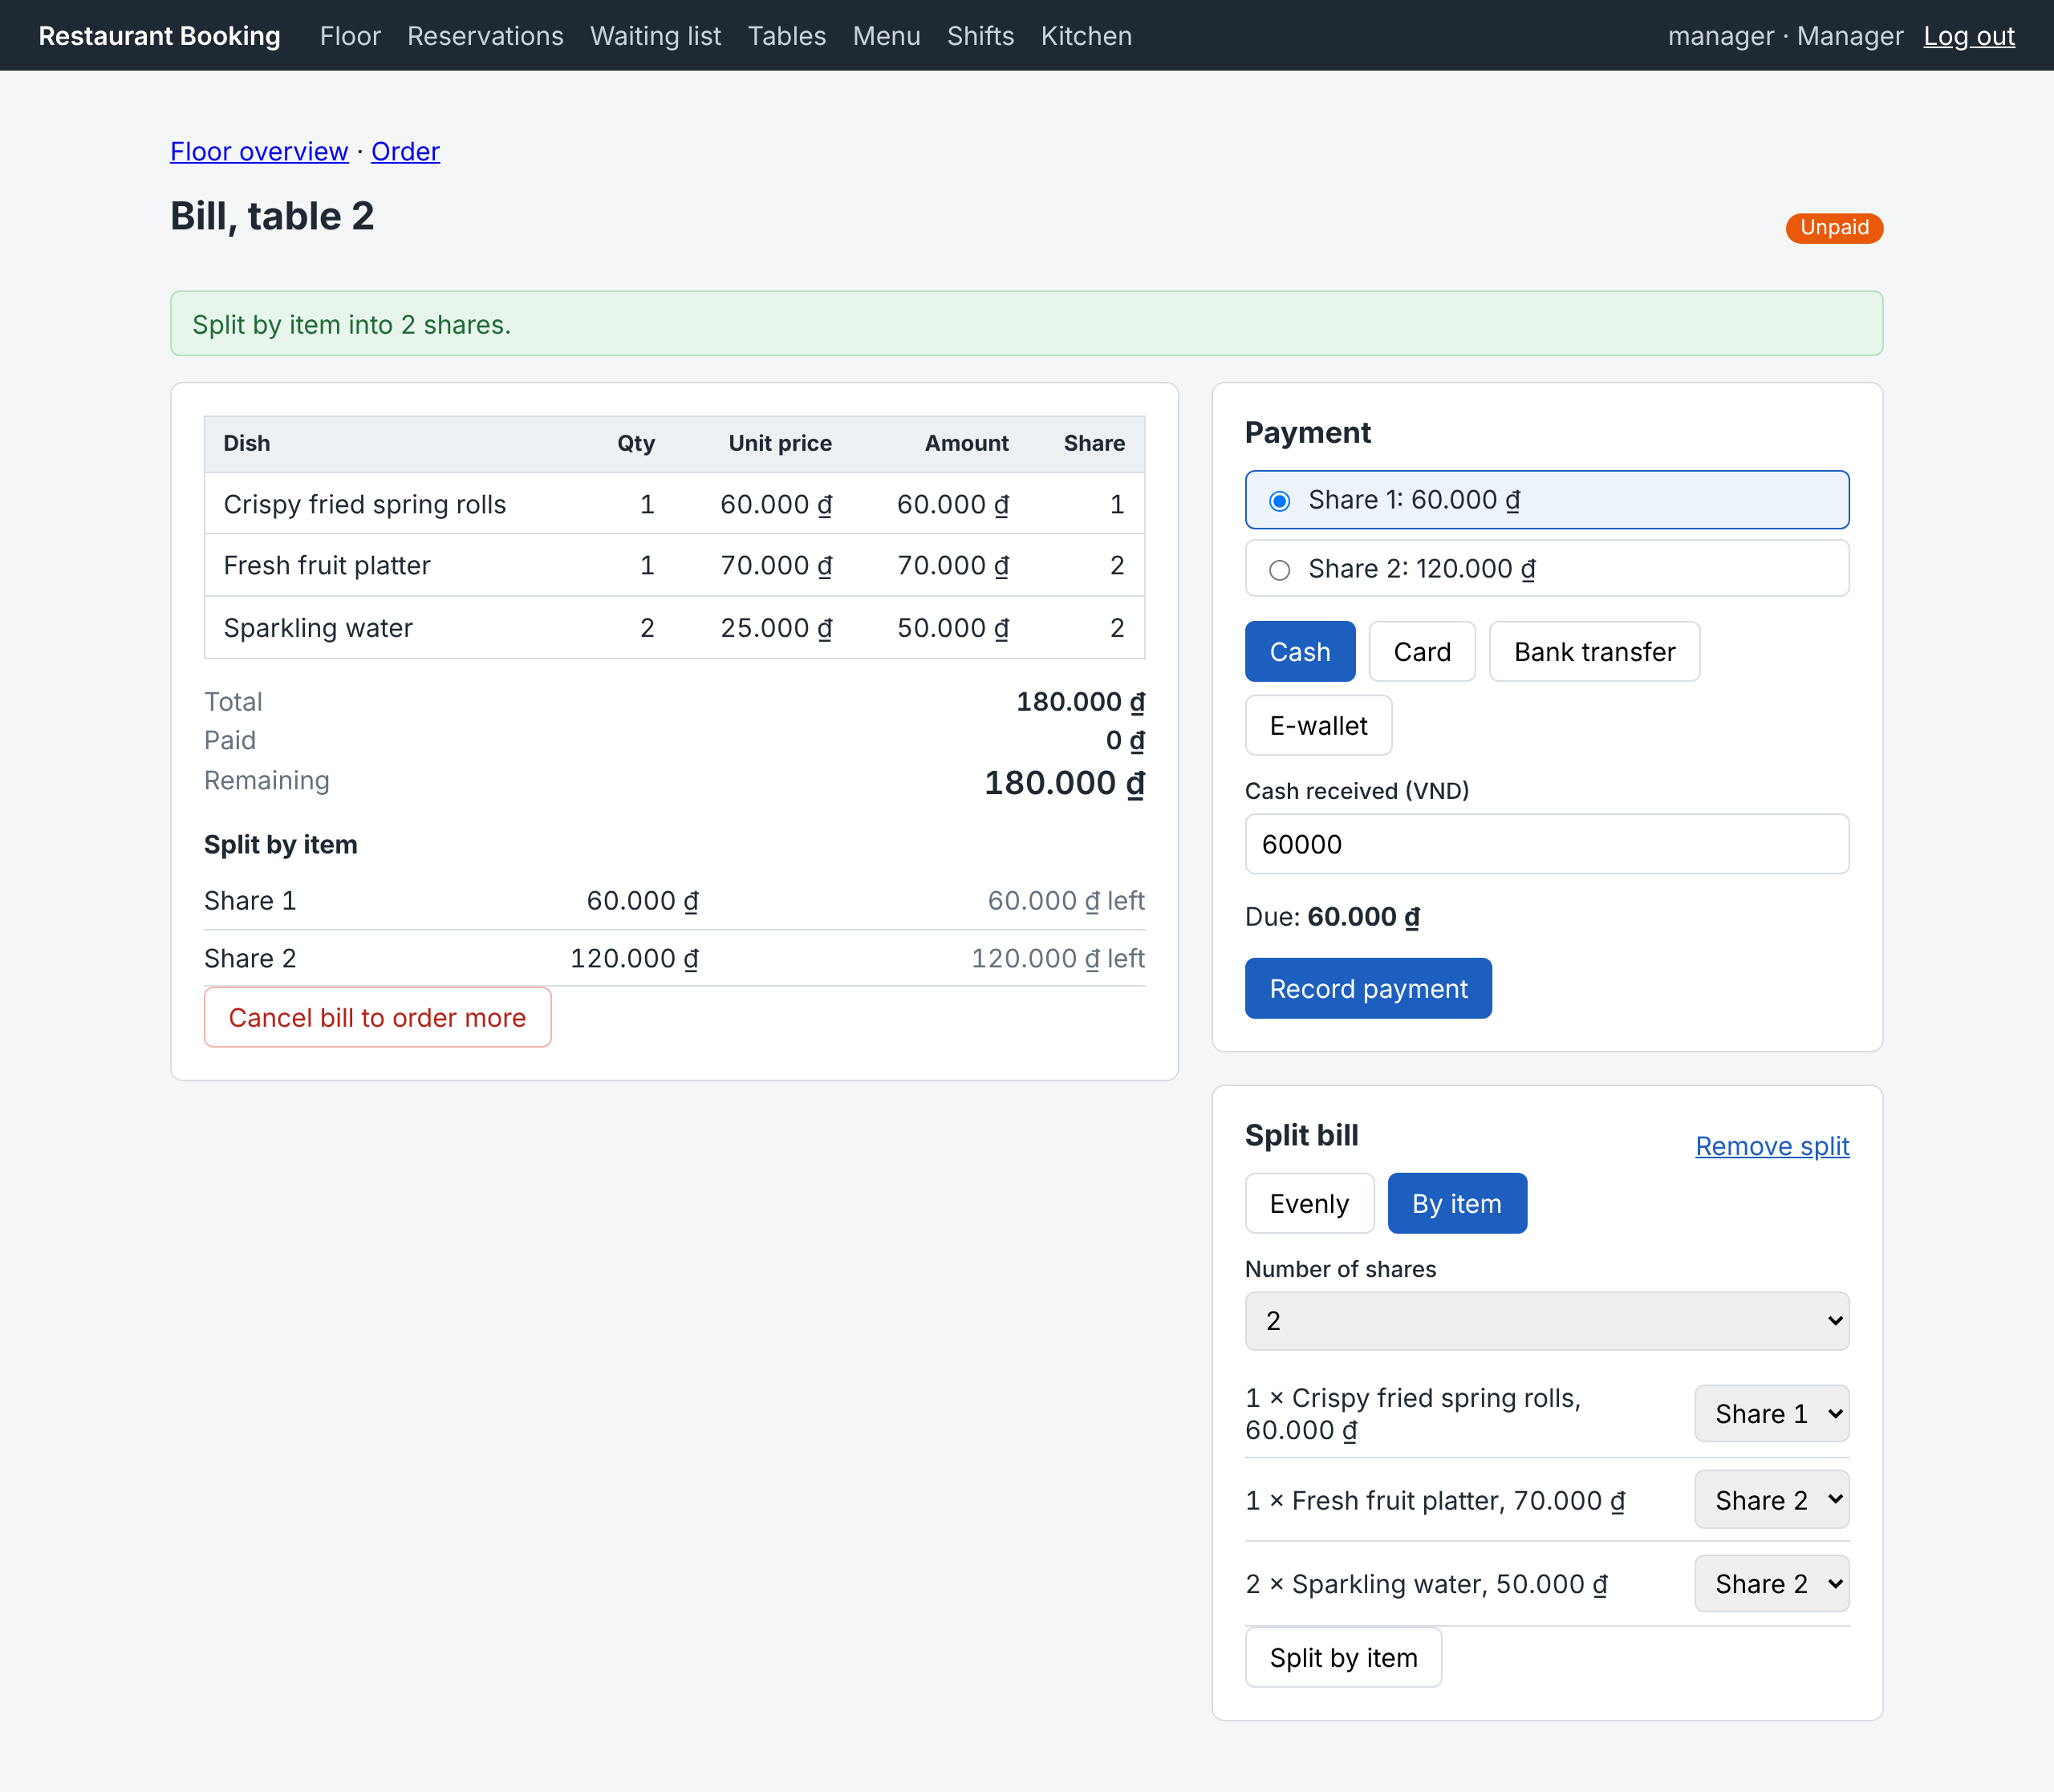 Restaurant Booking Floor Reservations Waiting list Tables Menu Shifts Kitchen manager · Manager Log out
Floor overview · Order
Bill, table 2
Unpaid
Split by item into 2 shares.
Dish Qty Unit price Amount Share
Crispy fried spring rolls 1 60.000 ₫ 60.000 ₫ 1
Fresh fruit platter 1 70.000 ₫ 70.000 ₫ 2
Sparkling water 2 25.000 ₫ 50.000 ₫ 2
Total 180.000 ₫
Paid 0 ₫
Remaining 180.000 ₫
Split by item
Share 1 60.000 ₫ 60.000 ₫ left
Share 2 120.000 ₫ 120.000 ₫ left
Cancel bill to order more
Payment
Share 1: 60.000 ₫
Share 2: 120.000 ₫
Cash Card Bank transfer
E-wallet
Cash received (VND)
60000
Due: 60.000 ₫
Record payment
Split bill
Remove split
Evenly By item
Number of shares
2
1 × Crispy fried spring rolls,
60.000 ₫
Share 1
1 × Fresh fruit platter, 70.000 ₫ Share 2
2 × Sparkling water, 50.000 ₫ Share 2
Split by item